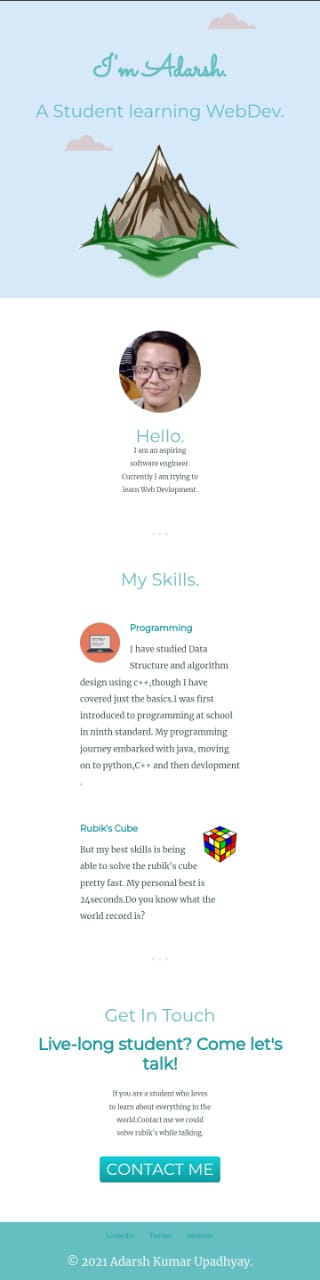 I'm Adarsh.
A Student learning WebDev.
Hello.
I am an aspiring
software engineer.
Currently I am trying to
learn Web Devlopment.
My Skills.
Programming
I have studied Data
Structure and algorithm
design using c++,though I have
covered just the basics.I was first
introduced to programming at school
in ninth standard. My programming
journey embarked with java, moving
on to python,C++ and then devlopment
.
Rubik's Cube
But my best skills is being
able to solve the rubik's cube
pretty fast. My personal best is
24seconds.Do you know what the
world record is?
Get In Touch
Live-long student? Come let's
talk!
If you are a student who loves
to learn about everything in the
world.Contact me we could
solve rubik's while talking.
CONTACT ME
LinkedIn Twitter Website
© 2021 Adarsh Kumar Upadhyay.